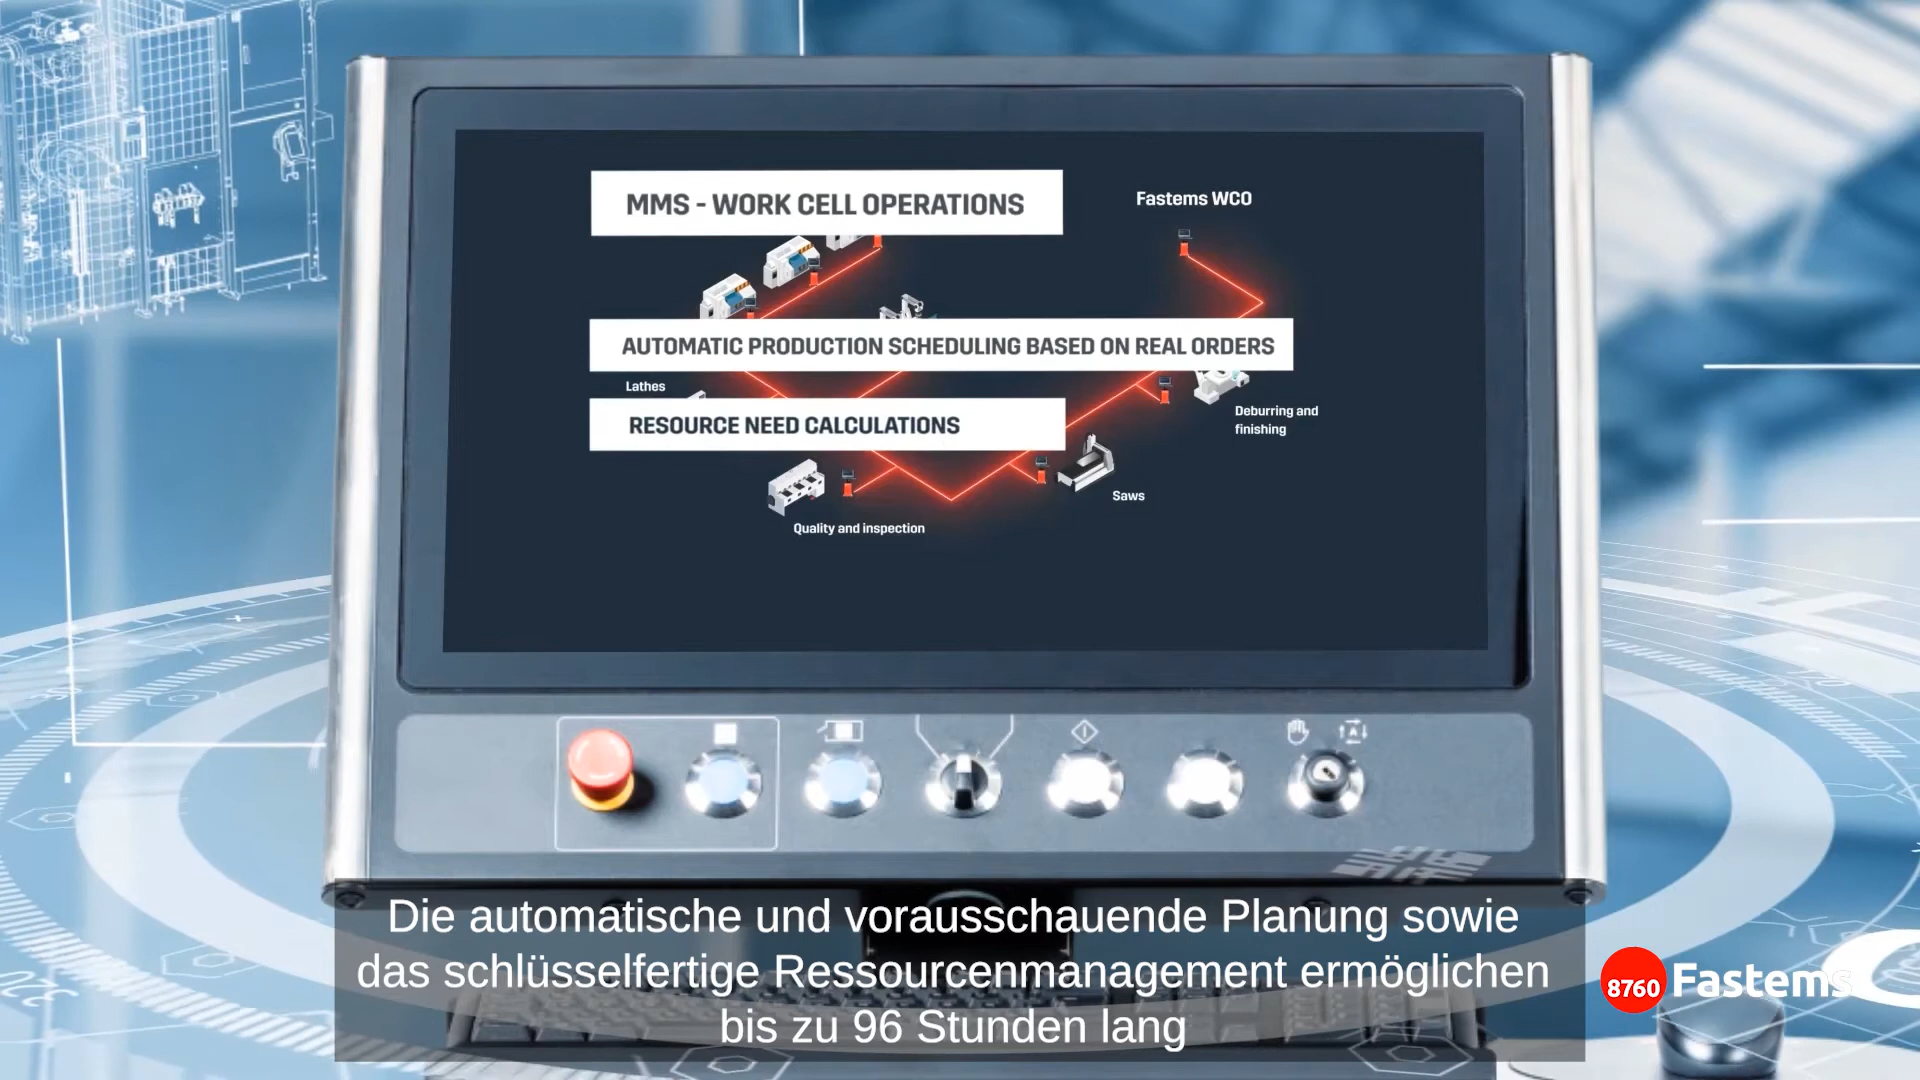 MMS - WORK CELL OPERATIONS
Fastems WCO
AUTOMATIC PRODUCTION SCHEDULING BASED ON REAL ORDERS
Lathes
RESOURCE NEED CALCULATIONS
Deburring and
finishing
Saws
Quality and inspection
Die automatische und vorausschauende Planung sowie
das schlüsselfertige Ressourcenmanagement ermöglichen
bis zu 96 Stunden lang
8760 Fastems
320